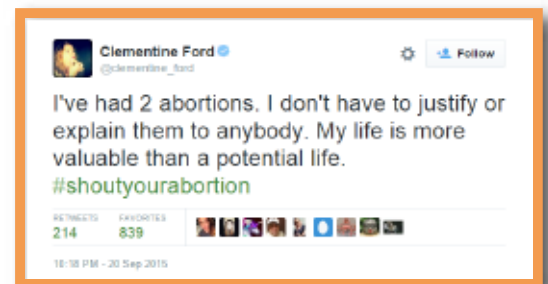 Clementine Ford
@clementine_ford
Follow
I've had 2 abortions. I don't have to justify or
explain them to anybody. My life is more
valuable than a potential life.
#shoutyourabortion
RETWEETS FAVORITES
214 839
10:18 PM - 20 Sep 2015